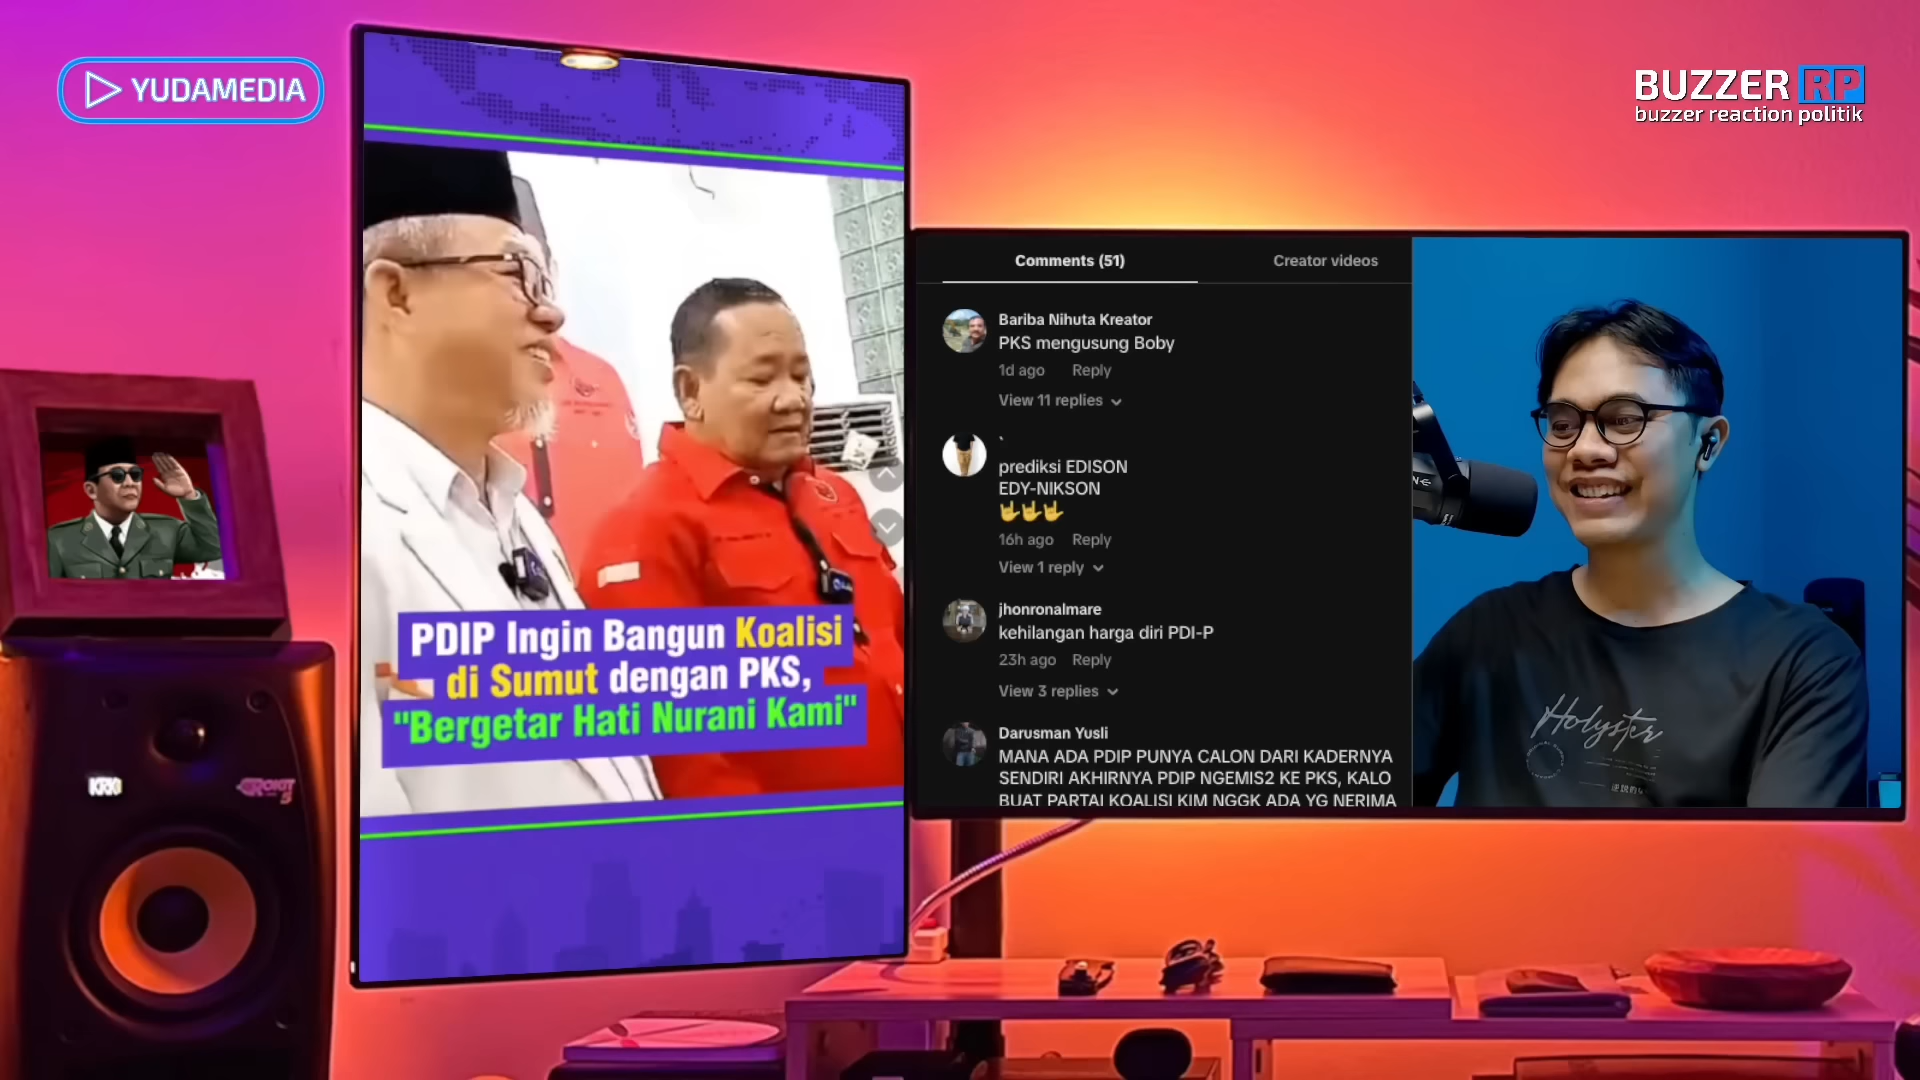 YUDAMEDIA
BUZZER RP
buzzer reaction politik
PDIP Ingin Bangun Koalisi
di Sumut dengan PKS,
"Bergetar Hati Nurani Kami"
Comments (51)
Creator videos
Bariba Nihuta Kreator
PKS mengusung Boby
1d ago Reply
View 11 replies
`
prediksi EDISON
EDY-NIKSON
🤟🤟🤟
16h ago Reply
View 1 reply
jhonronalmare
kehilangan harga diri PDI-P
23h ago Reply
View 3 replies
Darusman Yusli
MANA ADA PDIP PUNYA CALON DARI KADERNYA
SENDIRI AKHIRNYA PDIP NGEMIS2 KE PKS, KALO
BUAT PARTAI KOALISI KIM NGGK ADA YG NERIMA
Holyster
KRK
ROKIT 5